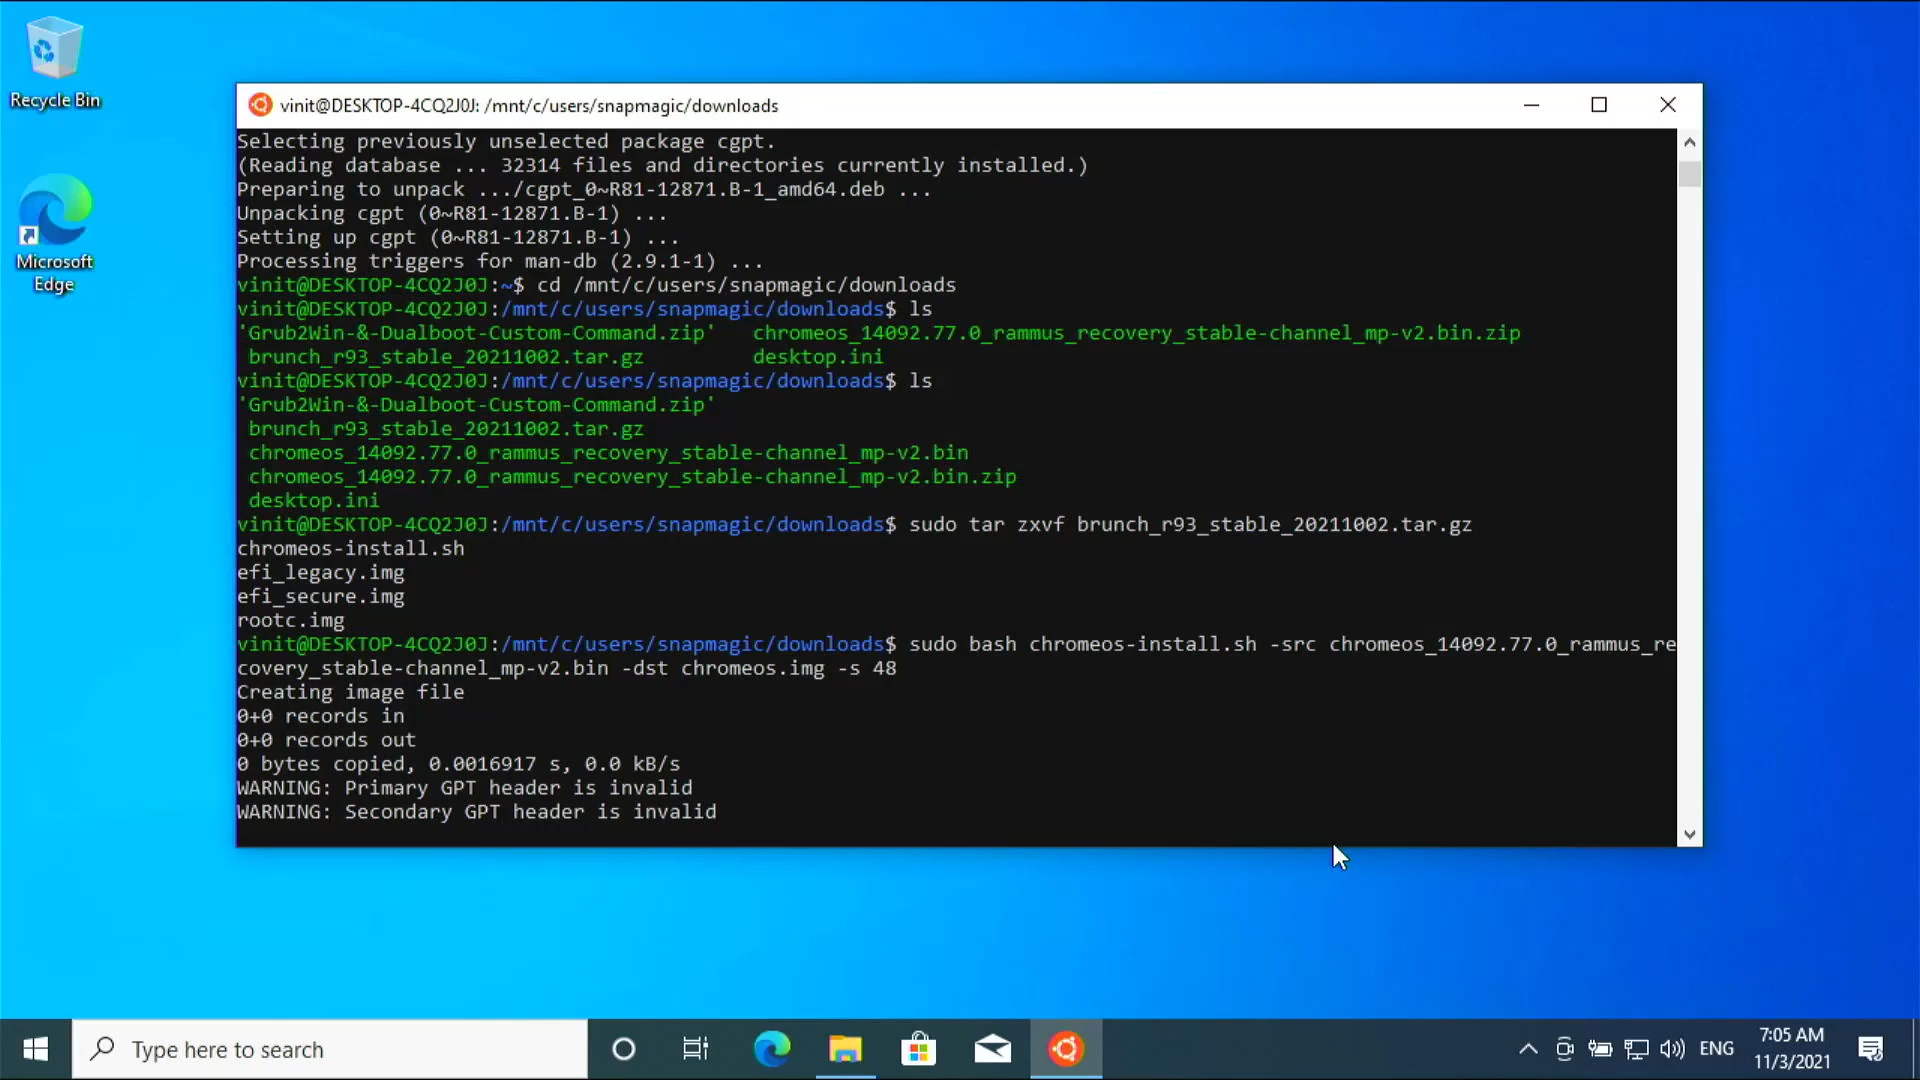 Recycle Bin
Microsoft
Edge
vinit@DESKTOP-4CQ2J0J: /mnt/c/users/snapmagic/downloads
Selecting previously unselected package cgpt.
(Reading database ... 32314 files and directories currently installed.)
Preparing to unpack .../cgpt_0~R81-12871.B-1_amd64.deb ...
Unpacking cgpt (0~R81-12871.B-1) ...
Setting up cgpt (0~R81-12871.B-1) ...
Processing triggers for man-db (2.9.1-1) ...
vinit@DESKTOP-4CQ2J0J:~$ cd /mnt/c/users/snapmagic/downloads
vinit@DESKTOP-4CQ2J0J:/mnt/c/users/snapmagic/downloads$ ls
'Grub2Win-&-Dualboot-Custom-Command.zip'   chromeos_14092.77.0_rammus_recovery_stable-channel_mp-v2.bin.zip
brunch_r93_stable_20211002.tar.gz         desktop.ini
vinit@DESKTOP-4CQ2J0J:/mnt/c/users/snapmagic/downloads$ ls
'Grub2Win-&-Dualboot-Custom-Command.zip'
brunch_r93_stable_20211002.tar.gz
chromeos_14092.77.0_rammus_recovery_stable-channel_mp-v2.bin
chromeos_14092.77.0_rammus_recovery_stable-channel_mp-v2.bin.zip
desktop.ini
vinit@DESKTOP-4CQ2J0J:/mnt/c/users/snapmagic/downloads$ sudo tar zxvf brunch_r93_stable_20211002.tar.gz
chromeos-install.sh
efi_legacy.img
efi_secure.img
rootc.img
vinit@DESKTOP-4CQ2J0J:/mnt/c/users/snapmagic/downloads$ sudo bash chromeos-install.sh -src chromeos_14092.77.0_rammus_re
covery_stable-channel_mp-v2.bin -dst chromeos.img -s 48
Creating image file
0+0 records in
0+0 records out
0 bytes copied, 0.0016917 s, 0.0 kB/s
WARNING: Primary GPT header is invalid
WARNING: Secondary GPT header is invalid
Type here to search
ENG
7:05 AM
11/3/2021